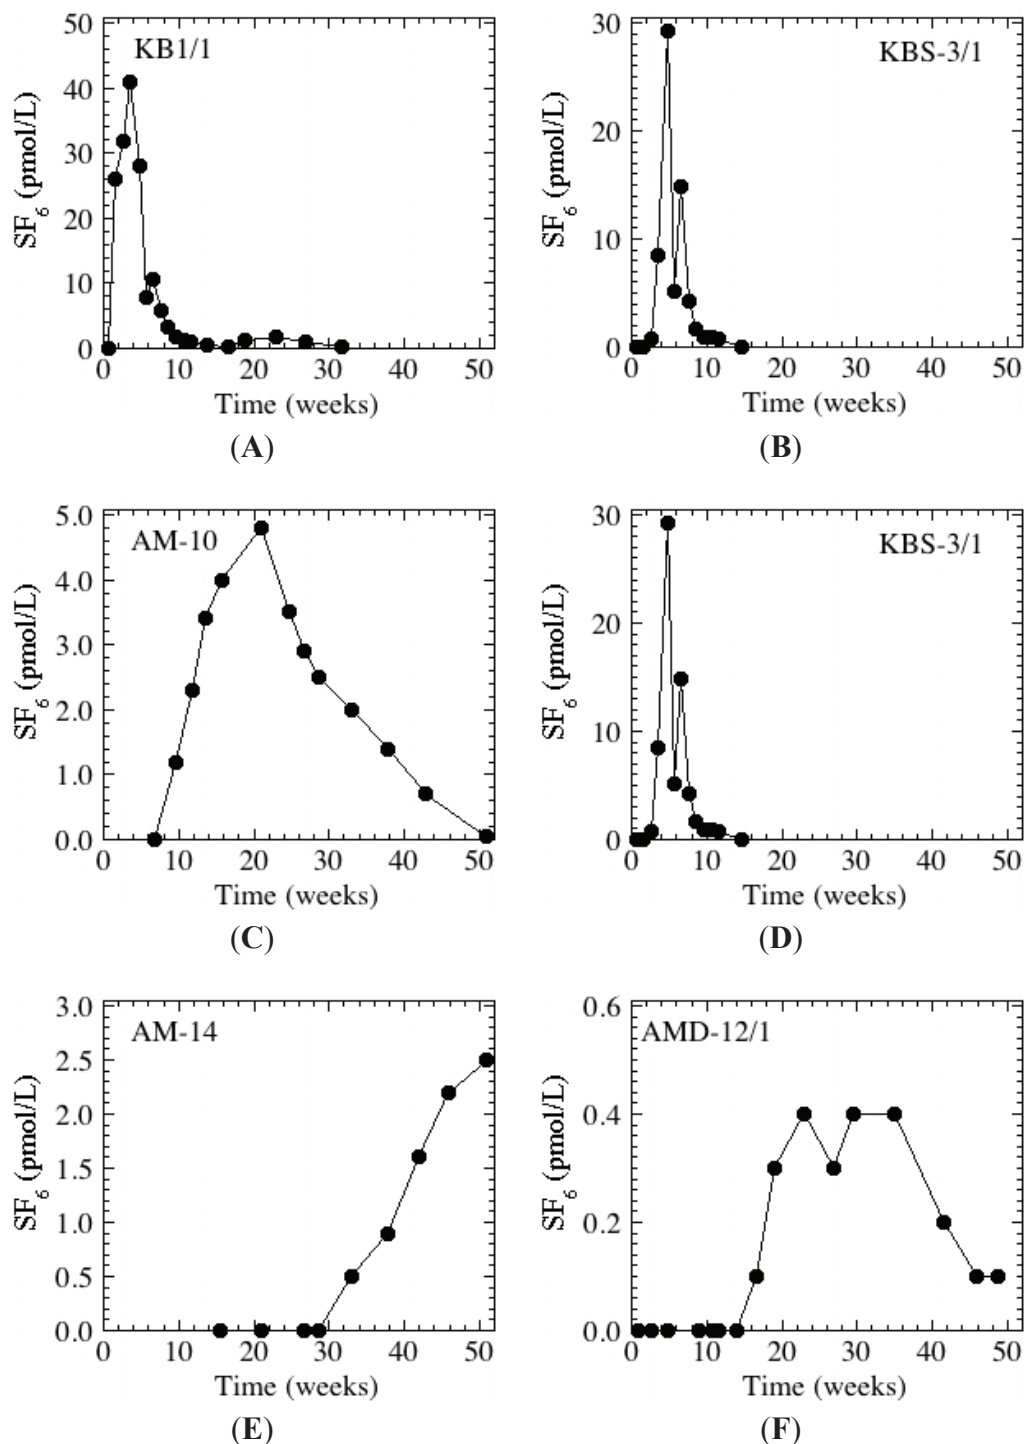 KB1/1
SF6 (pmol/L)
50
40
30
20
10
0
0 10 20 30 40 50
Time (weeks)
(A)
KBS-3/1
SF6 (pmol/L)
30
20
10
0
0 10 20 30 40 50
Time (weeks)
(B)
AM-10
SF6 (pmol/L)
5.0
4.0
3.0
2.0
1.0
0.0
0 10 20 30 40 50
Time (weeks)
(C)
KBS-3/1
SF6 (pmol/L)
30
20
10
0
0 10 20 30 40 50
Time (weeks)
(D)
AM-14
SF6 (pmol/L)
3.0
2.5
2.0
1.5
1.0
0.5
0.0
0 10 20 30 40 50
Time (weeks)
(E)
AMD-12/1
SF6 (pmol/L)
0.6
0.4
0.2
0.0
0 10 20 30 40 50
Time (weeks)
(F)